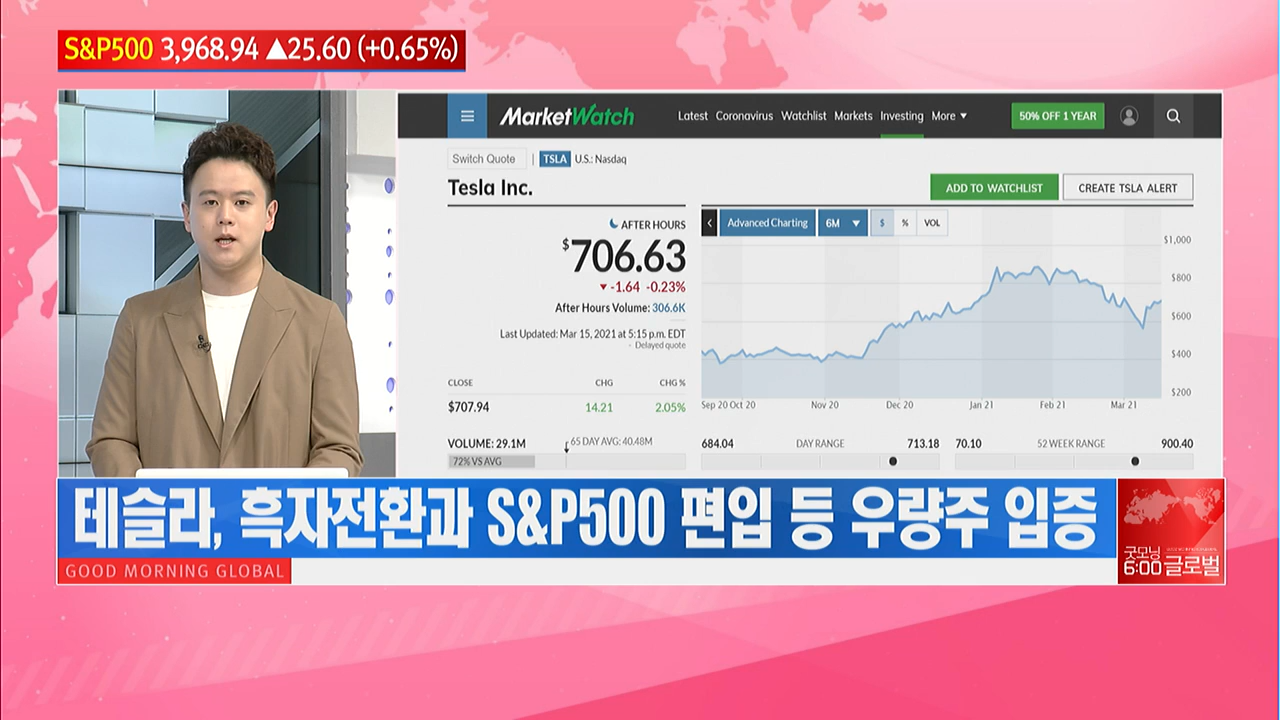 S&P500 3,968.94 ▲25.60 (+0.65%)
MarketWatch Latest Coronavirus Watchlist Markets Investing More ▼ 50% OFF 1 YEAR
Switch Quote | TSLA U.S.: Nasdaq
Tesla Inc.
ADD TO WATCHLIST CREATE TSLA ALERT
AFTER HOURS
$706.63
▼ -1.64 -0.23%
After Hours Volume: 306.6K
Last Updated: Mar 15, 2021 at 5:15 p.m. EDT
- Delayed quote
CLOSE CHG CHG %
$707.94 14.21 2.05%
VOLUME: 29.1M 65 DAY AVG: 40.48M
72% VS AVG
< Advanced Charting 6M ▼ $ % VOL
$1,000
$800
$600
$400
$200
Sep 20 Oct 20 Nov 20 Dec 20 Jan 21 Feb 21 Mar 21
684.04 DAY RANGE 713.18 70.10 52 WEEK RANGE 900.40
테슬라, 흑자전환과 S&P500 편입 등 우량주 입증
GOOD MORNING GLOBAL
굿모닝
6:00 글로벌